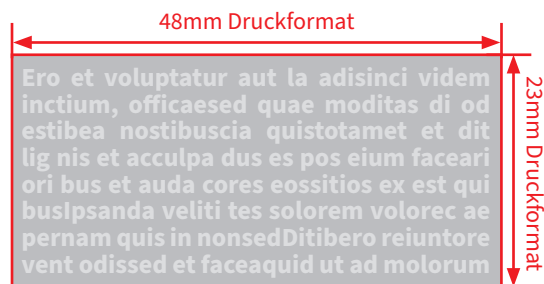 48mm Druckformat
Ero et voluptatur aut la adisinci videm
inctium, officaesed quae moditas di od
estibea nostibuscia quistotamet et dit
lig nis et acculpa dus es pos eium faceari
ori bus et auda cores eossitios ex est qui
busIpsanda veliti tes solorem volorec ae
pernam quis in nonsedDitibero reiuntore
vent odissed et faceaquid ut ad molorum
23mm Druckformat